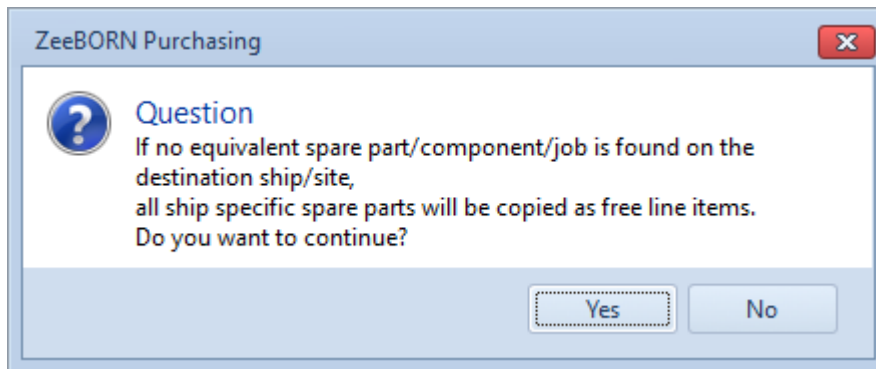 ZeeBORN Purchasing
Question
If no equivalent spare part/component/job is found on the
destination ship/site,
all ship specific spare parts will be copied as free line items.
Do you want to continue?
Yes
No